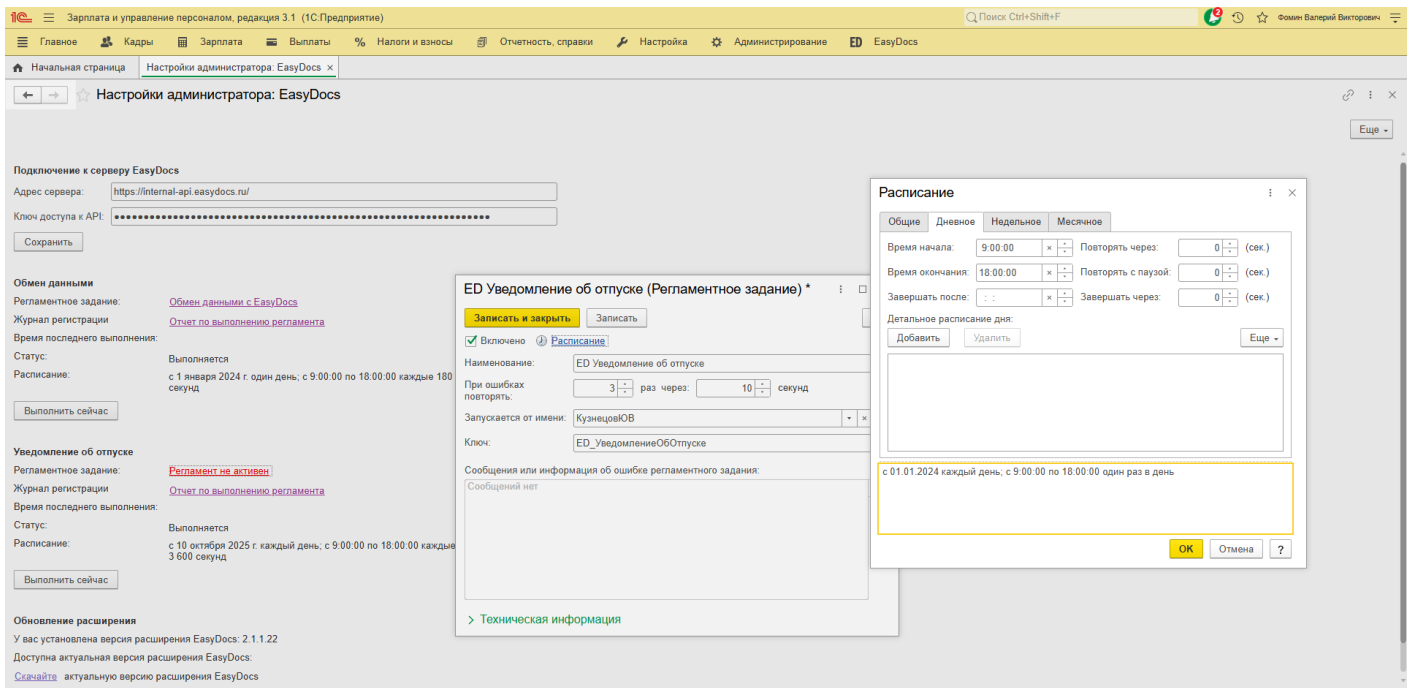 1С Зарплата и управление персоналом, редакция 3.1 (1С:Предприятие) Поиск Ctrl+Shift+F 2 Фомин Валерий Викторович
Главное Кадры Зарплата Выплаты % Налоги и взносы Отчетность, справки Настройка Администрирование ED EasyDocs
Начальная страница Настройки администратора: EasyDocs ×
Настройки администратора: EasyDocs
Еще
Подключение к серверу EasyDocs
Адрес сервера: https://internal-api.easydocs.ru/
Ключ доступа к API:
Сохранить
Обмен данными
Регламентное задание: Обмен данными с EasyDocs
Журнал регистрации Отчет по выполнению регламента
Время последнего выполнения:
Статус: Выполняется
Расписание: с 1 января 2024 г. один день; с 9:00:00 по 18:00:00 каждые 180
секунд
Выполнить сейчас
Уведомление об отпуске
Регламентное задание: Регламент не активен
Журнал регистрации Отчет по выполнению регламента
Время последнего выполнения:
Статус: Выполняется
Расписание: с 10 октября 2025 г. каждый день; с 9:00:00 по 18:00:00 каждые
3 600 секунд
Выполнить сейчас
Обновление расширения
У вас установлена версия расширения EasyDocs: 2.1.1.22
Доступна актуальная версия расширения EasyDocs:
Скачайте актуальную версию расширения EasyDocs
ED Уведомление об отпуске (Регламентное задание) *
Записать и закрыть Записать
Включено Расписание
Наименование: ED Уведомление об отпуске
При ошибках
повторять: 3 раз через: 10 секунд
Запускается от имени: КузнецовЮВ
Ключ: ED_УведомлениеОбОтпуске
Сообщения или информация об ошибке регламентного задания:
Сообщений нет
Техническая информация
Расписание
Общие Дневное Недельное Месячное
Время начала: 9:00:00 Повторять через: 0 (сек.)
Время окончания: 18:00:00 Повторять с паузой: 0 (сек.)
Завершать после: : : Завершать через: 0 (сек.)
Детальное расписание дня:
Добавить Удалить Еще
с 01.01.2024 каждый день; с 9:00:00 по 18:00:00 один раз в день
ОК Отмена ?